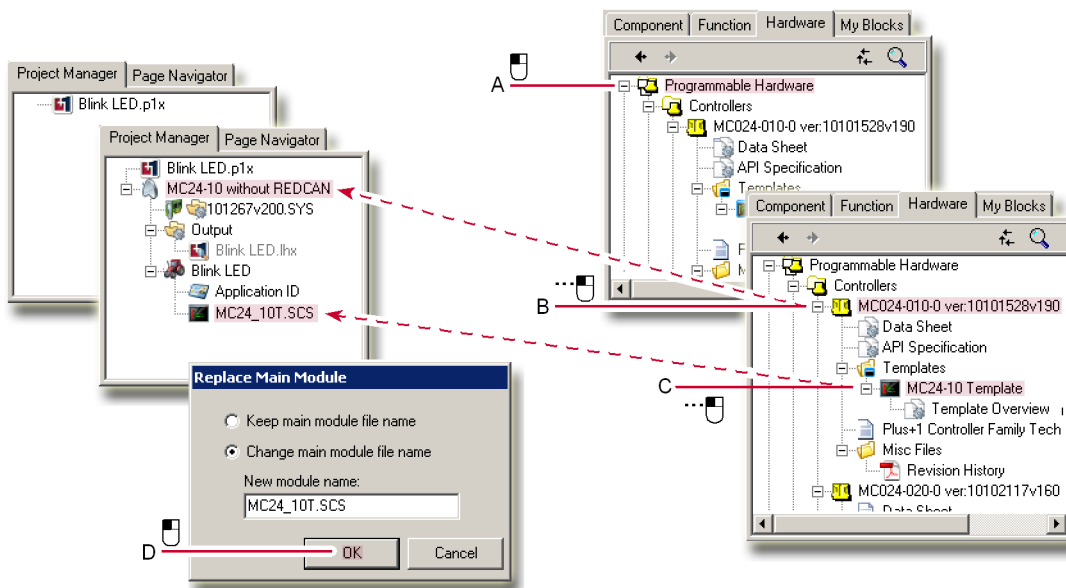 Project Manager Page Navigator
Blink LED.p1x
Project Manager Page Navigator
Blink LED.p1x
MC24-10 without REDCAN
101267v200.SYS
Output
Blink LED.lhx
Blink LED
Application ID
MC24_10T.SCS
Replace Main Module
Keep main module file name
Change main module file name
New module name:
MC24_10T.SCS
D
OK Cancel
Component Function Hardware My Blocks
A
Programmable Hardware
Controllers
MC024-010-0 ver:10101528v190
Data Sheet
API Specification
Templates
F
M
Component Function Hardware My Blocks
Programmable Hardware
Controllers
B
MC024-010-0 ver:10101528v190
Data Sheet
API Specification
Templates
C
MC24-10 Template
Template Overview
Plus+1 Controller Family Tech
Misc Files
Revision History
MC024-020-0 ver:10102117v160
Data Sheet